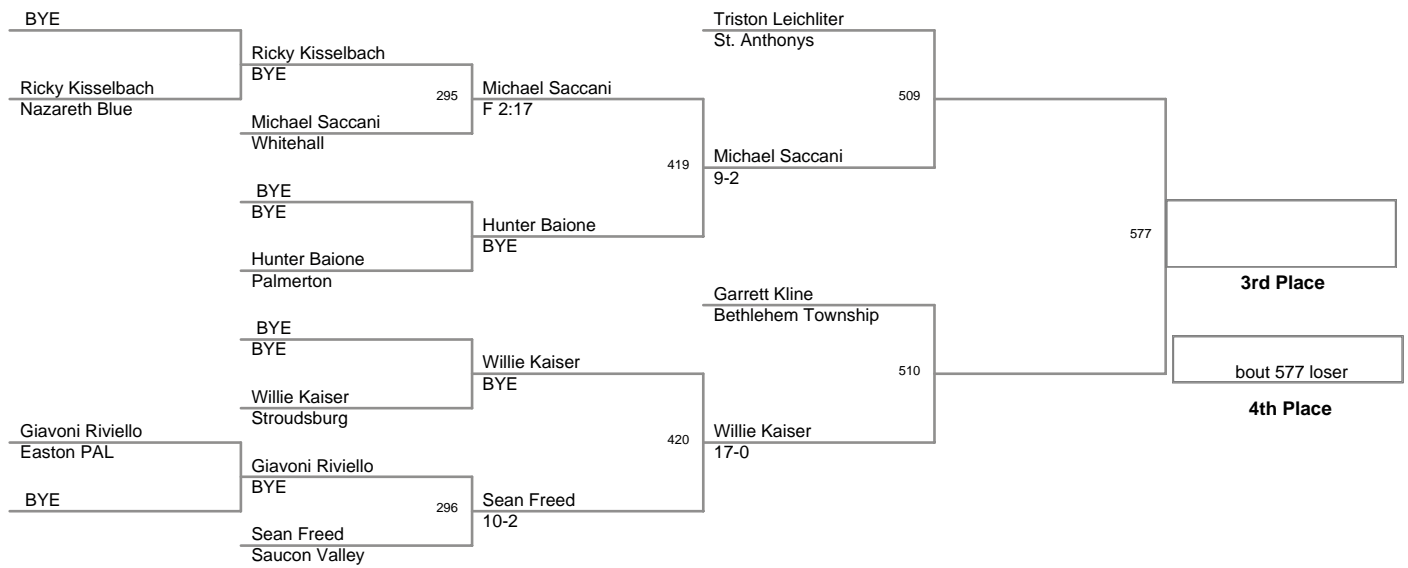 BYE
Ricky Kisselbach
Nazareth Blue
Ricky Kisselbach
BYE
295
Michael Saccani
Whitehall
Michael Saccani
F 2:17
BYE
BYE
Hunter Baione
Palmerton
Hunter Baione
BYE
419
Triston Leichliter
St. Anthonys
509
Michael Saccani
9-2
BYE
BYE
Willie Kaiser
Stroudsburg
Willie Kaiser
BYE
Giavoni Riviello
Easton PAL
BYE
Giavoni Riviello
BYE
296
Sean Freed
Saucon Valley
Sean Freed
10-2
420
Garrett Kline
Bethlehem Township
510
Willie Kaiser
17-0
577
3rd Place
bout 577 loser
4th Place